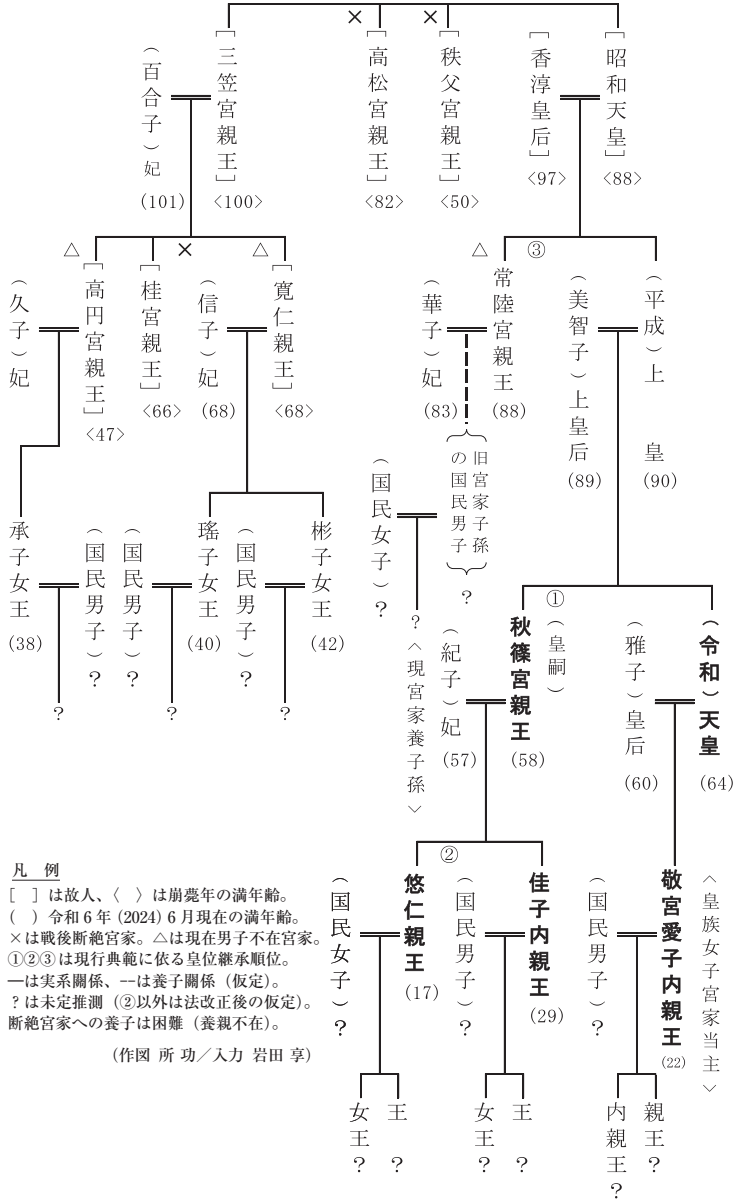 ×
×
［昭和天皇］
〈88〉
［香淳皇后］
〈97〉
［秩父宮親王］
〈50〉
［高松宮親王］
〈82〉
［三笠宮親王］
〈100〉
（百合子）妃
(101)
③
△
（平成）上　皇
(90)
（美智子）上皇后
(89)
常陸宮親王
(88)
（華子）妃
(83)
旧宮家子孫
の国民男子
？
（国民女子）？
？
〈現宮家養子孫〉
△
×
△
［寬仁親王］
〈68〉
（信子）妃
(68)
［桂宮親王］
〈66〉
［高円宮親王］
〈47〉
（久子）妃
彬子女王
(42)
（国民男子）？
？
瑤子女王
(40)
（国民男子）？
？
（国民男子）？
承子女王
(38)
？
①
（令和）天皇
(64)
（雅子）皇后
(60)
（皇嗣）
秋篠宮親王
(58)
（紀子）妃
(57)
②
〈皇族女子宮家当主〉
敬宮愛子内親王
(22)
（国民男子）？
佳子内親王
(29)
（国民男子）？
悠仁親王
(17)
（国民女子）？
親王？
内親王？
王　？
女王？
王　？
女王？
凡　例
［　］は故人、〈　〉は崩薨年の満年齢。
(　) 令和６年 (2024) ６月現在の満年齢。
×は戦後断絶宮家。△は現在男子不在宮家。
①②③は現行典範に依る皇位継承順位。
―は実系関係、--は養子関係（仮定）。
？は未定推測（②以外は法改正後の仮定）。
断絶宮家への養子は困難（養親不在）。
（作図 所 功／入力 岩田 享）